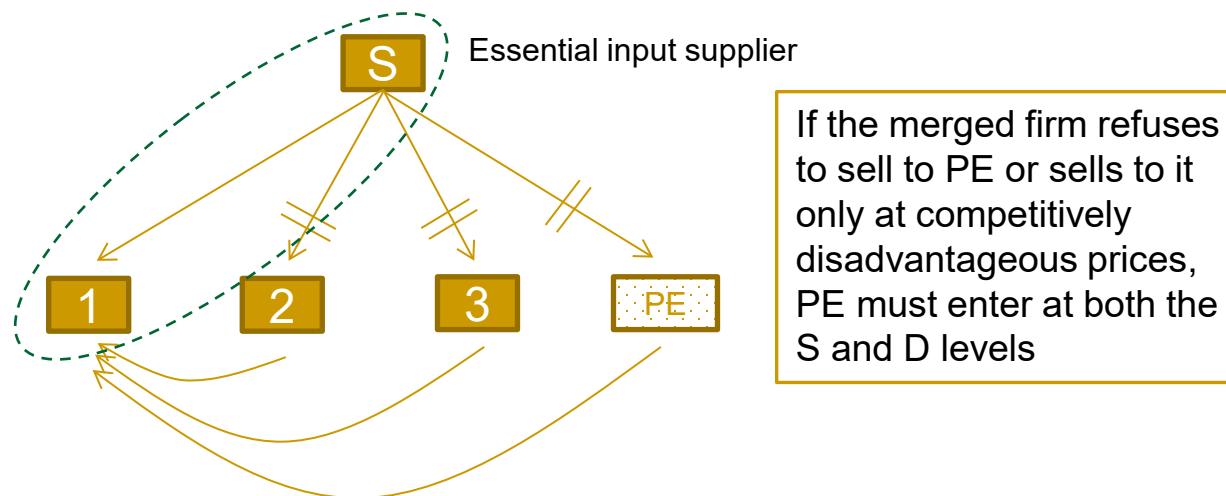 S
Essential input supplier
1
2
3
PE
If the merged firm refuses
to sell to PE or sells to it
only at competitively
disadvantageous prices,
PE must enter at both the
S and D levels